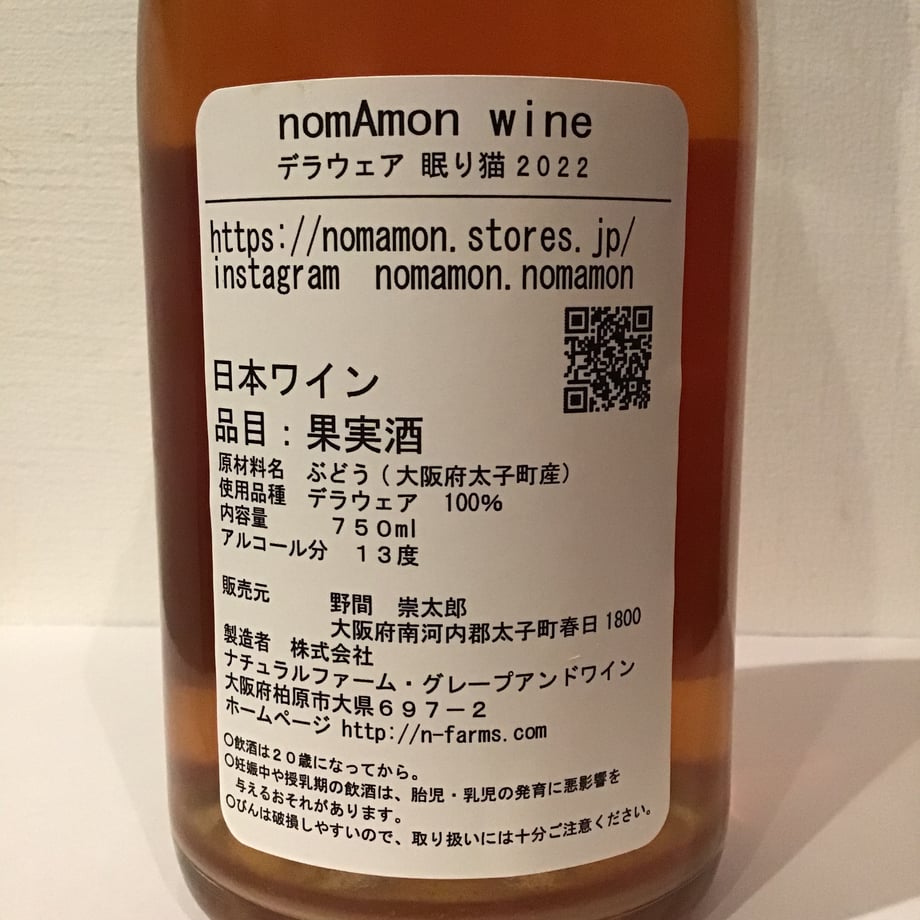 nomAmon wine
デラウェア 眠り猫2022
https://nomamon.stores.jp/
instagram nomamon.nomamon
日本ワイン
品目：果実酒
原材料名 ぶどう（大阪府太子町産）
使用品種 デラウェア 100%
内容量 ７５０ml
アルコール分 １３度
販売元 野間 崇太郎
大阪府南河内郡太子町春日1800
製造者 株式会社
ナチュラルファーム・グレープアンドワイン
大阪府柏原市大県６９７－２
ホームページ http://n-farms.com
○飲酒は２０歳になってから。
○妊娠中や授乳期の飲酒は、胎児・乳児の発育に悪影響を
与えるおそれがあります。
○びんは破損しやすいので、取り扱いには十分ご注意ください。